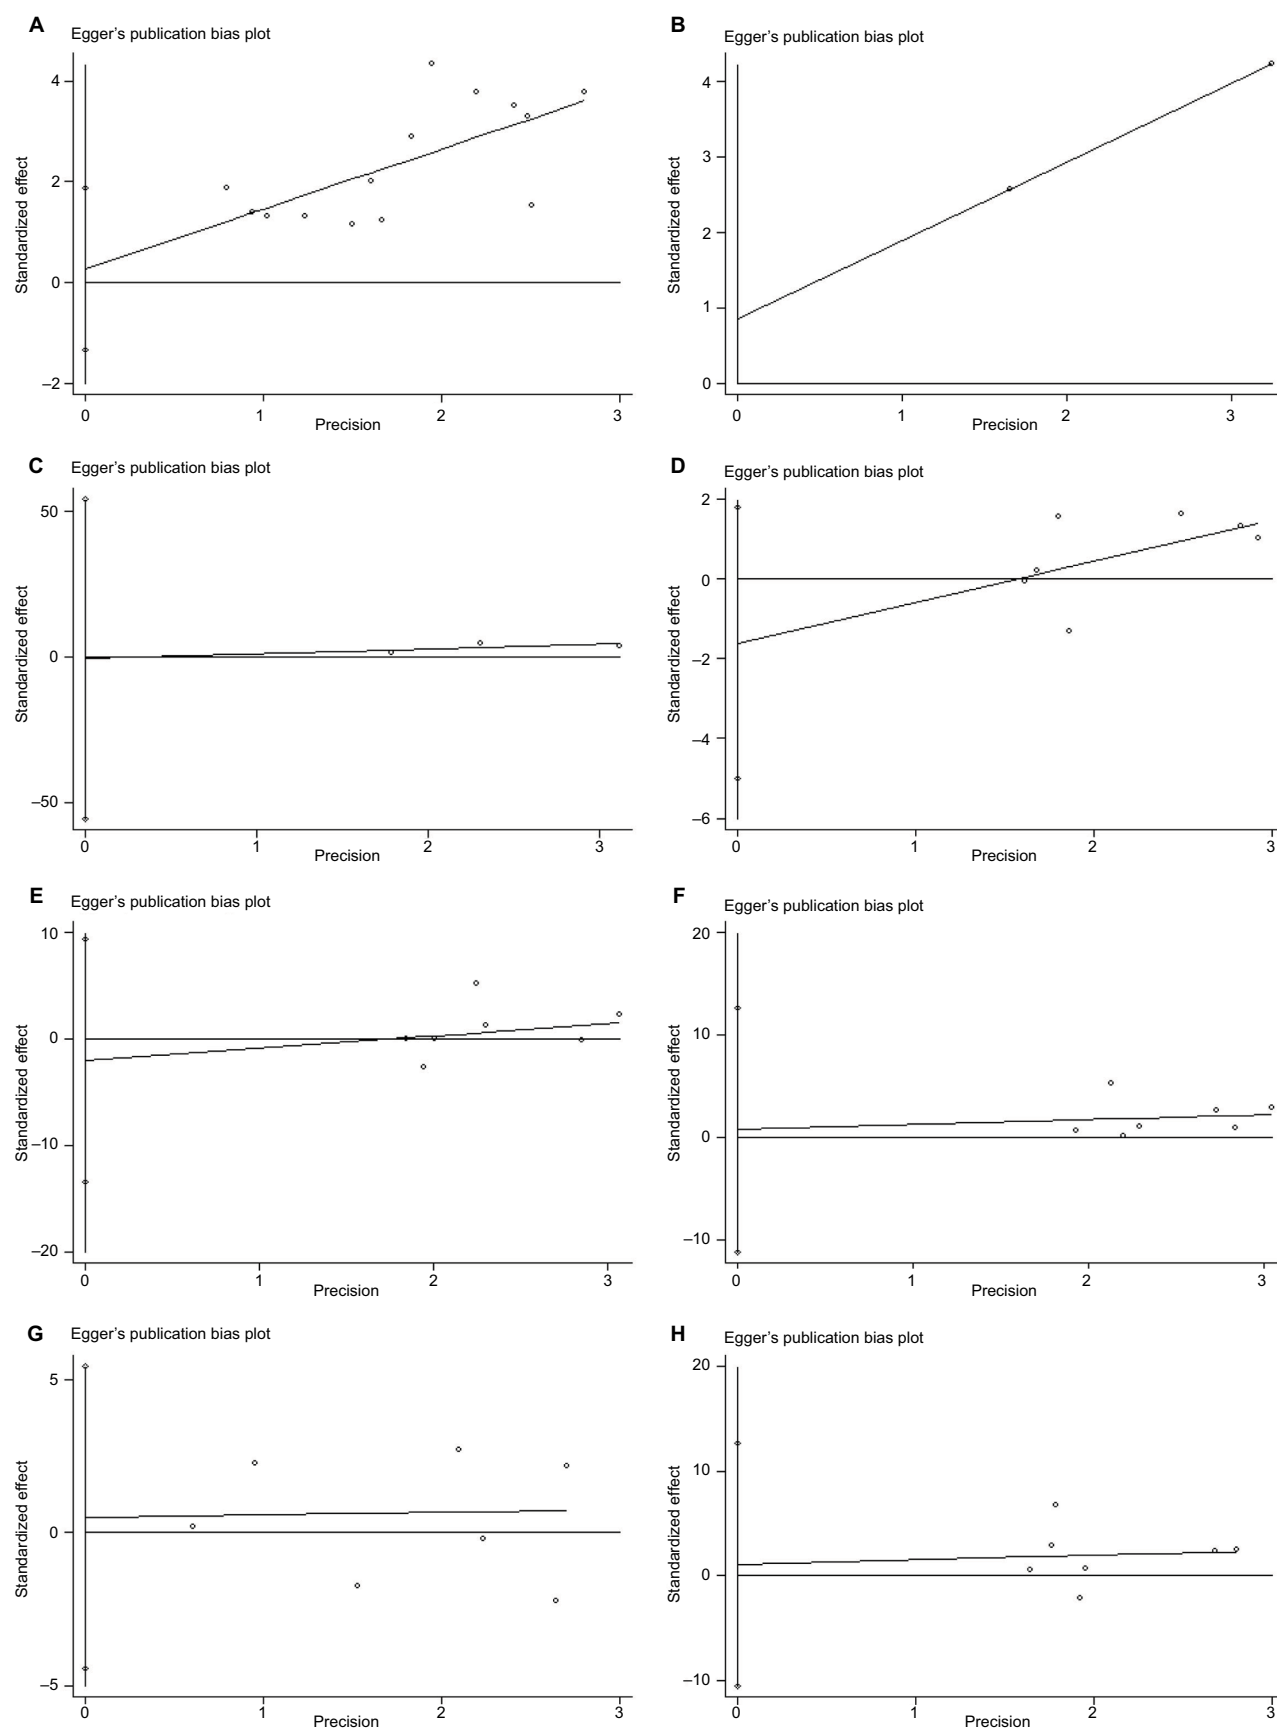 A Egger's publication bias plot
Standardized effect
4
2
0
–2
0 1 2 3
Precision
B Egger's publication bias plot
Standardized effect
4
3
2
1
0
0 1 2 3
Precision
C Egger's publication bias plot
Standardized effect
50
0
–50
0 1 2 3
Precision
D Egger's publication bias plot
Standardized effect
2
0
–2
–4
–6
0 1 2 3
Precision
E Egger's publication bias plot
Standardized effect
10
0
–10
–20
0 1 2 3
Precision
F Egger's publication bias plot
Standardized effect
20
10
0
–10
0 1 2 3
Precision
G Egger's publication bias plot
Standardized effect
5
0
–5
0 1 2 3
Precision
H Egger's publication bias plot
Standardized effect
20
10
0
–10
0 1 2 3
Precision